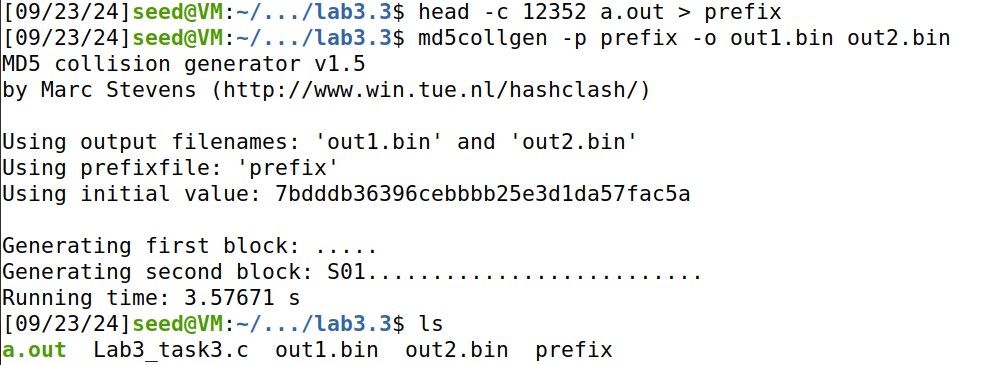 [09/23/24]seed@VM:~/.../lab3.3$ head -c 12352 a.out > prefix
[09/23/24]seed@VM:~/.../lab3.3$ md5collgen -p prefix -o out1.bin out2.bin
MD5 collision generator v1.5
by Marc Stevens (http://www.win.tue.nl/hashclash/)

Using output filenames: 'out1.bin' and 'out2.bin'
Using prefixfile: 'prefix'
Using initial value: 7bdddb36396cebbbb25e3d1da57fac5a

Generating first block: .....
Generating second block: S01..........................
Running time: 3.57671 s
[09/23/24]seed@VM:~/.../lab3.3$ ls
a.out  Lab3_task3.c  out1.bin  out2.bin  prefix